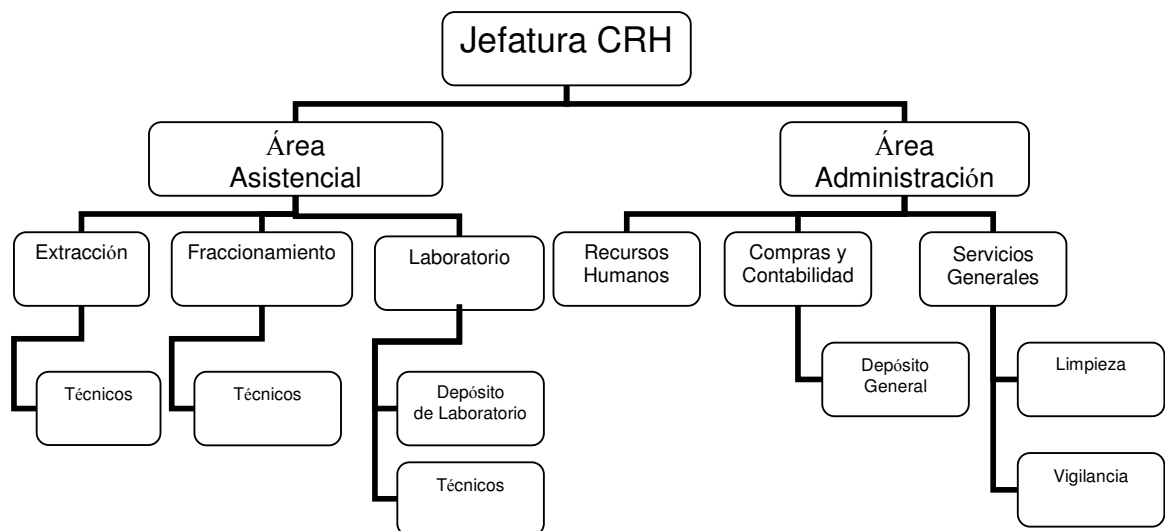 Jefatura CRH
Área
Asistencial
Área
Administración
Extracción
Fraccionamiento
Laboratorio
Recursos
Humanos
Compras y
Contabilidad
Servicios
Generales
Técnicos
Técnicos
Depósito
de Laboratorio
Técnicos
Depósito
General
Limpieza
Vigilancia